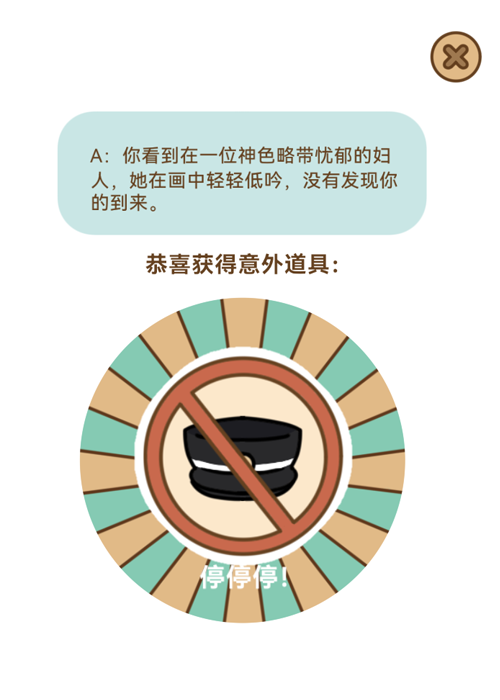 A：你看到在一位神色略带忧郁的妇
人，她在画中轻轻低吟，没有发现你
的到来。
恭喜获得意外道具：
停停停!